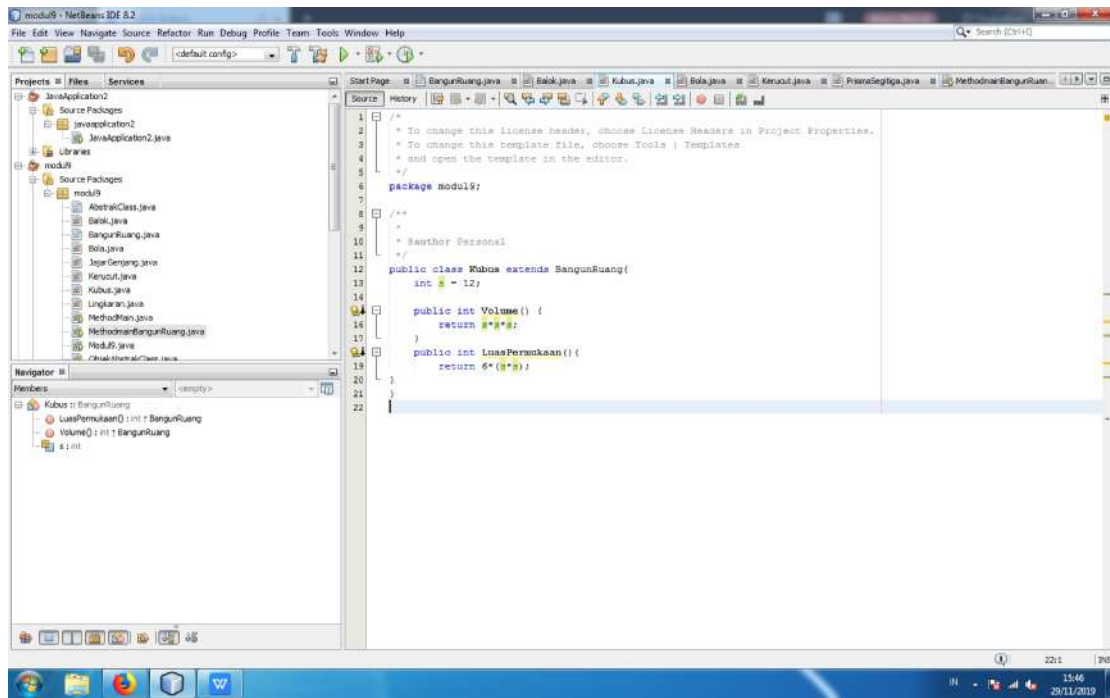 modul9 - NetBeans IDE 8.2
File Edit View Navigate Source Refactor Run Debug Profile Team Tools Window Help
Search (Ctrl+I)
<default config>
Projects Files Services
Start Page BangunRuang.java Balok.java Kubus.java Bola.java Kerucut.java PrismaSegitiga.java MethodmainBangunRuan...
Source History
JavaApplication2
Source Packages
javaapplication2
JavaApplication2.java
Libraries
modul9
Source Packages
modul9
AbstrakClass.java
Balok.java
BangunRuang.java
Bola.java
JajarGenjang.java
Kerucut.java
Kubus.java
Lingkaran.java
MethodMain.java
MethodmainBangunRuang.java
Modul9.java
Navigator
Members <empty>
Kubus :: BangunRuang
LuasPermukaan() : int ↑ BangunRuang
Volume() : int ↑ BangunRuang
s : int
1 /*
2 * To change this license header, choose License Headers in Project Properties.
3 * To change this template file, choose Tools | Templates
4 * and open the template in the editor.
5 */
6 package modul9;
7
8 /**
9 *
10 * @author Personal
11 */
12 public class Kubus extends BangunRuang{
13 int s = 12;
14
public int Volume() {
16 return s*s*s;
17 }
public int LuasPermukaan(){
19 return 6*(s*s);
20 }
21 }
22
22:1 INS
IN 15:46
29/11/2019